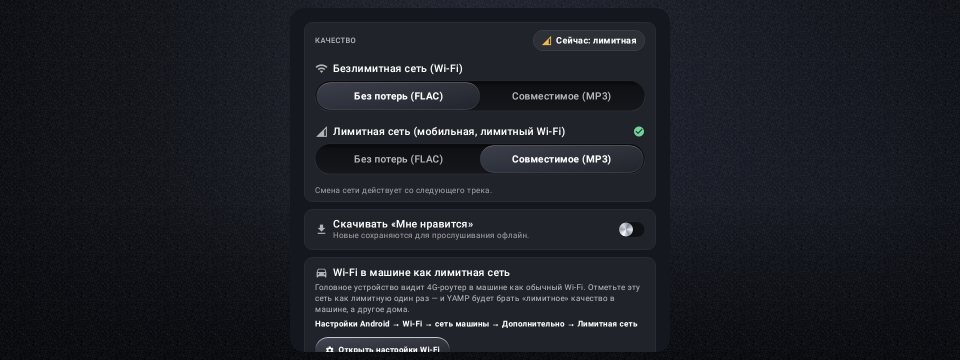 КАЧЕСТВО
Сейчас: лимитная
Безлимитная сеть (Wi-Fi)
Без потерь (FLAC)
Совместимое (MP3)
Лимитная сеть (мобильная, лимитный Wi-Fi)
Без потерь (FLAC)
Совместимое (MP3)
Смена сети действует со следующего трека.
Скачивать «Мне нравится»
Новые сохраняются для прослушивания офлайн.
Wi-Fi в машине как лимитная сеть
Головное устройство видит 4G-роутер в машине как обычный Wi-Fi. Отметьте эту
сеть как лимитную один раз — и YAMP будет брать «лимитное» качество в
машине, а другое дома.
Настройки Android → Wi-Fi → сеть машины → Дополнительно → Лимитная сеть
Открыть настройки Wi-Fi